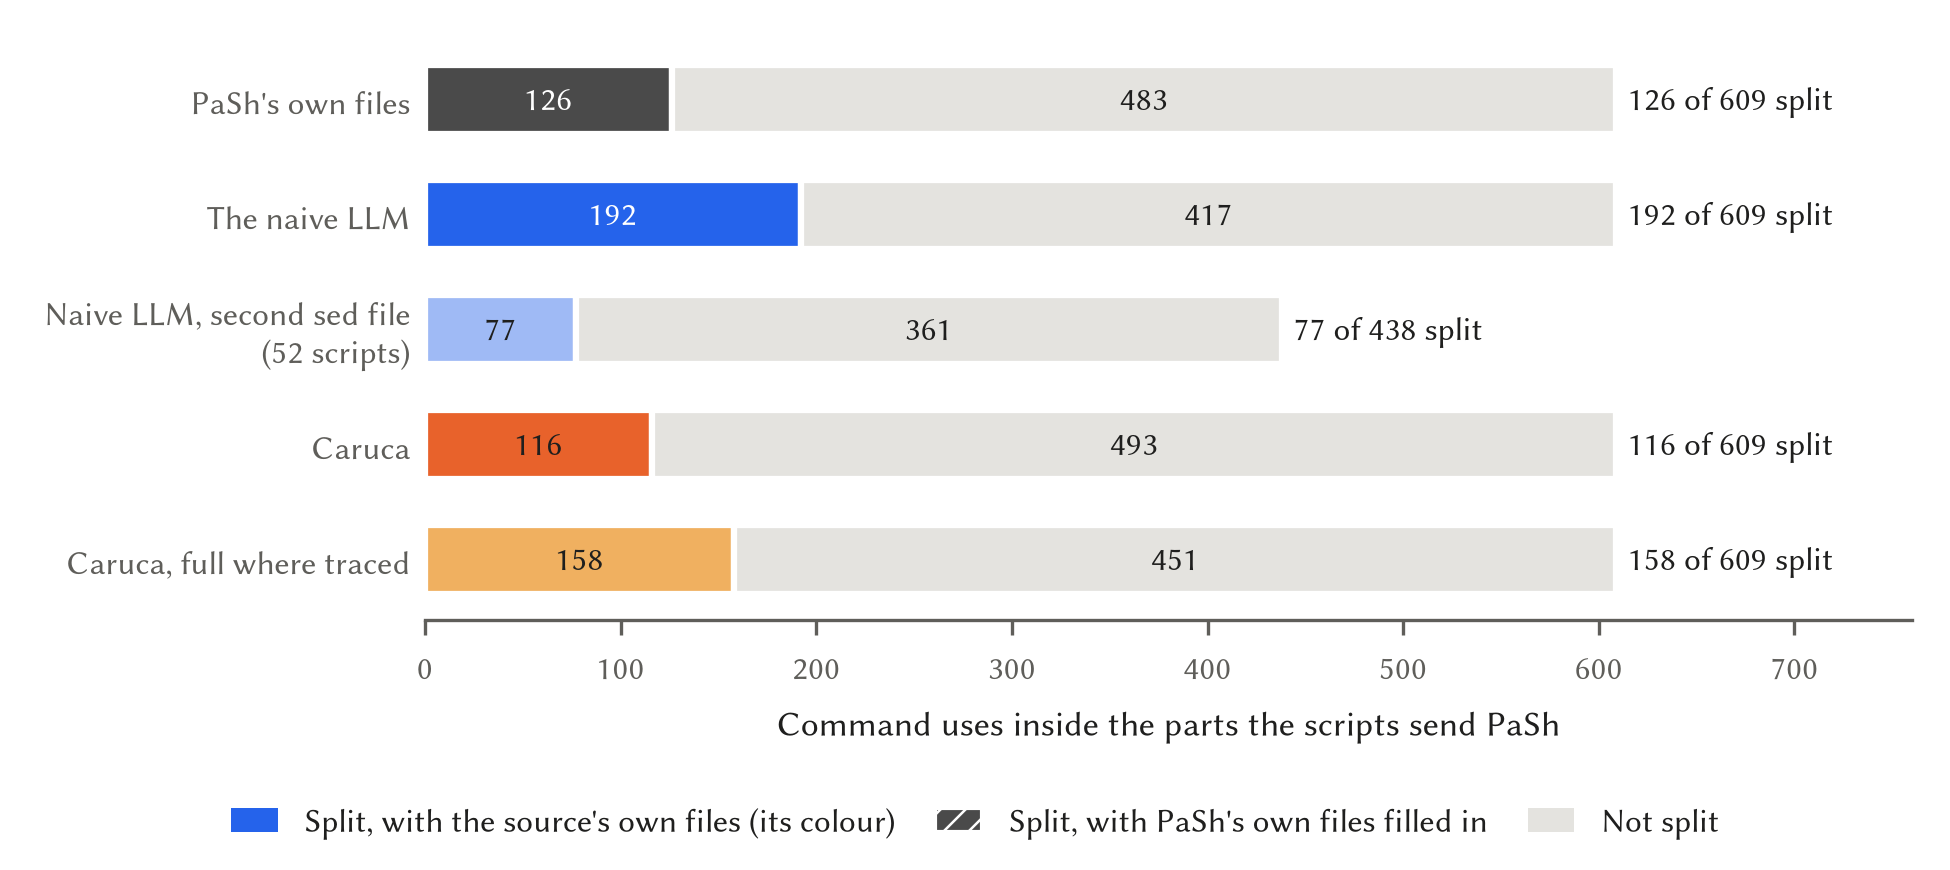 PaSh's own files
126
483
126 of 609 split
The naive LLM
192
417
192 of 609 split
Naive LLM, second sed file
(52 scripts)
77
361
77 of 438 split
Caruca
116
493
116 of 609 split
Caruca, full where traced
158
451
158 of 609 split
0 100 200 300 400 500 600 700
Command uses inside the parts the scripts send PaSh
Split, with the source's own files (its colour)
Split, with PaSh's own files filled in
Not split